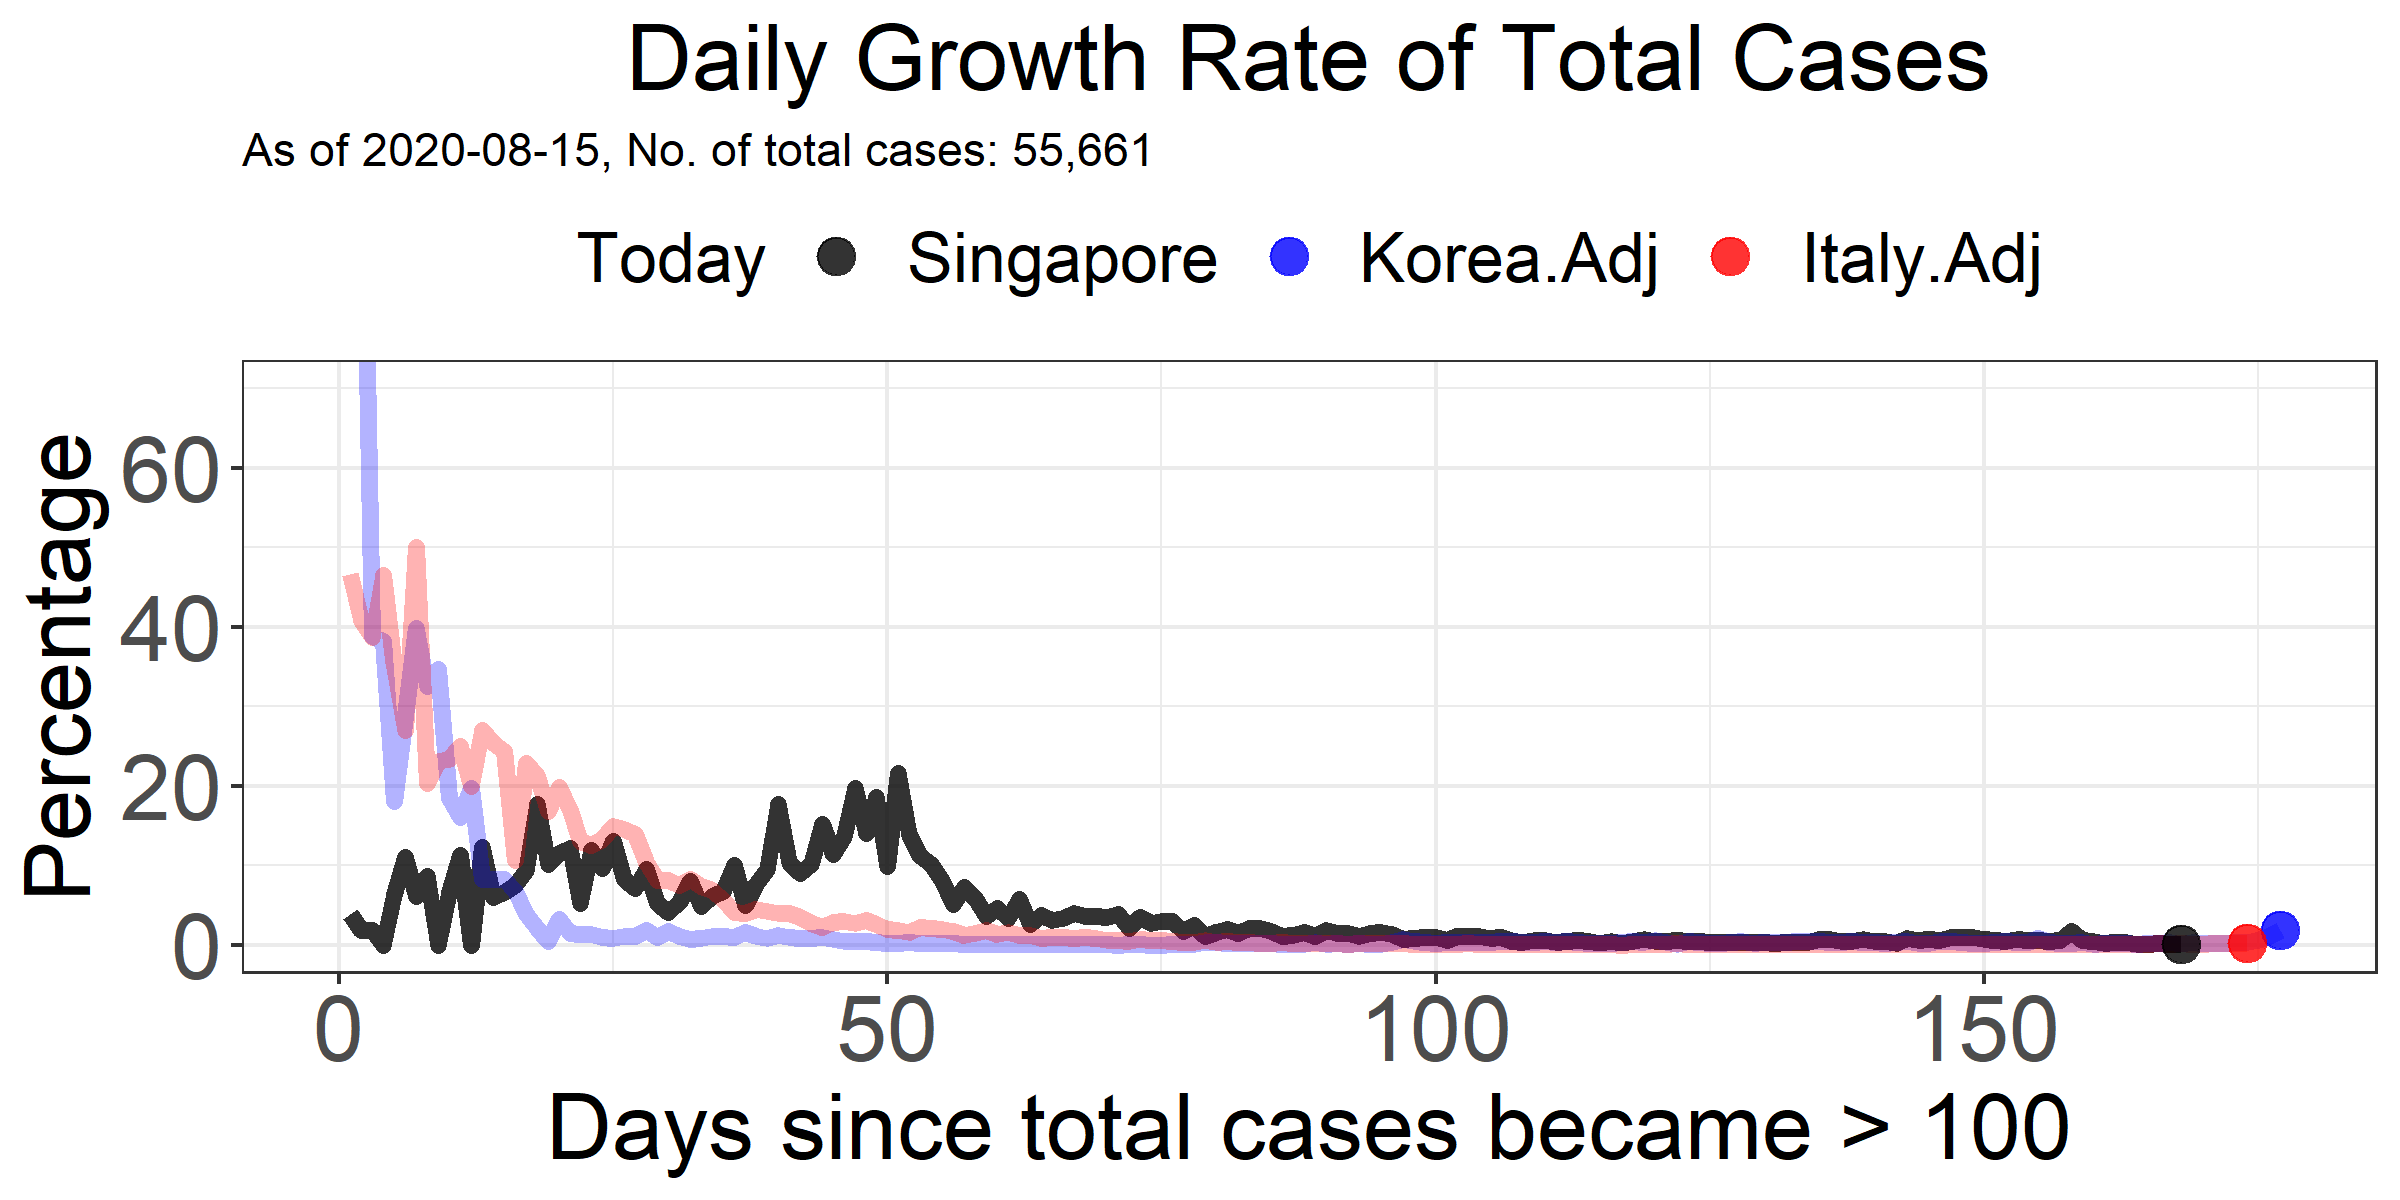 Daily Growth Rate of Total Cases
As of 2020-08-15, No. of total cases: 55,661
Today Singapore Korea.Adj Italy.Adj
Percentage
60
40
20
0
0 50 100 150
Days since total cases became > 100